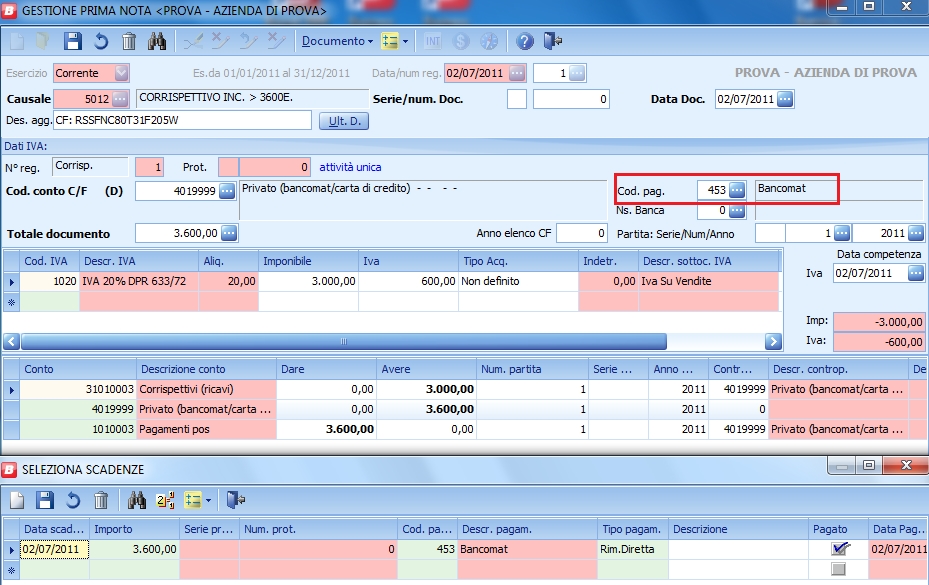 GESTIONE PRIMA NOTA <PROVA - AZIENDA DI PROVA>
Documento
Esercizio Corrente Es.da 01/01/2011 al 31/12/2011 Data/num reg. 02/07/2011 1 PROVA - AZIENDA DI PROVA
Causale 5012 CORRISPETTIVO INC. > 3600E. Serie/num. Doc. 0 Data Doc. 02/07/2011
Des. agg. CF: RSSFNC80T31F205W Ult. D.
Dati IVA:
N° reg. Corrisp. 1 Prot. 0 attività unica
Cod. conto C/F (D) 4019999 Privato (bancomat/carta di credito) - - - - Cod. pag. 453 Bancomat
Ns. Banca 0
Totale documento 3.600,00 Anno elenco CF 0 Partita: Serie/Num/Anno 1 2011
Cod. IVA Descr. IVA Aliq. Imponibile Iva Tipo Acq. Indetr. Descr. sottoc. IVA
1020 IVA 20% DPR 633/72 20,00 3.000,00 600,00 Non definito 0,00 Iva Su Vendite
Data competenza
Iva 02/07/2011
Imp: -3.000,00
Iva: -600,00
Conto Descrizione conto Dare Avere Num. partita Serie ... Anno ... Contr... Descr. controp. De
31010003 Corrispettivi (ricavi) 0,00 3.000,00 1 2011 4019999 Privato (bancomat/carta ...
4019999 Privato (bancomat/carta ... 0,00 3.600,00 1 2011 0
1010003 Pagamenti pos 3.600,00 0,00 1 2011 4019999 Privato (bancomat/carta ...
SELEZIONA SCADENZE
Data scad... Importo Serie pr... Num. prot. Cod. pa... Descr. pagam. Tipo pagam. Descrizione Pagato Data Pag...
02/07/2011 3.600,00 0 453 Bancomat Rim.Diretta 02/07/2011